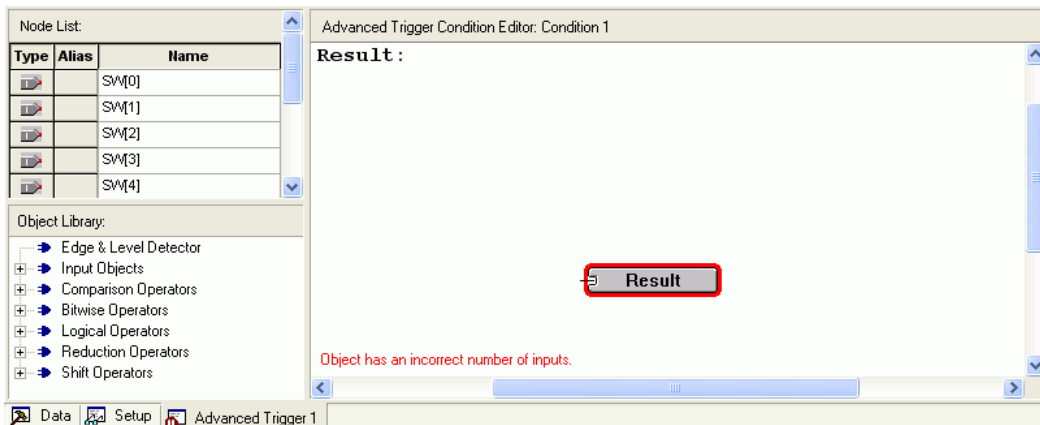 Node List:
Type Alias Name
SW[0]
SW[1]
SW[2]
SW[3]
SW[4]
Object Library:
Edge & Level Detector
Input Objects
Comparison Operators
Bitwise Operators
Logical Operators
Reduction Operators
Shift Operators
Advanced Trigger Condition Editor: Condition 1
Result:
Result
Object has an incorrect number of inputs.
Data Setup Advanced Trigger 1